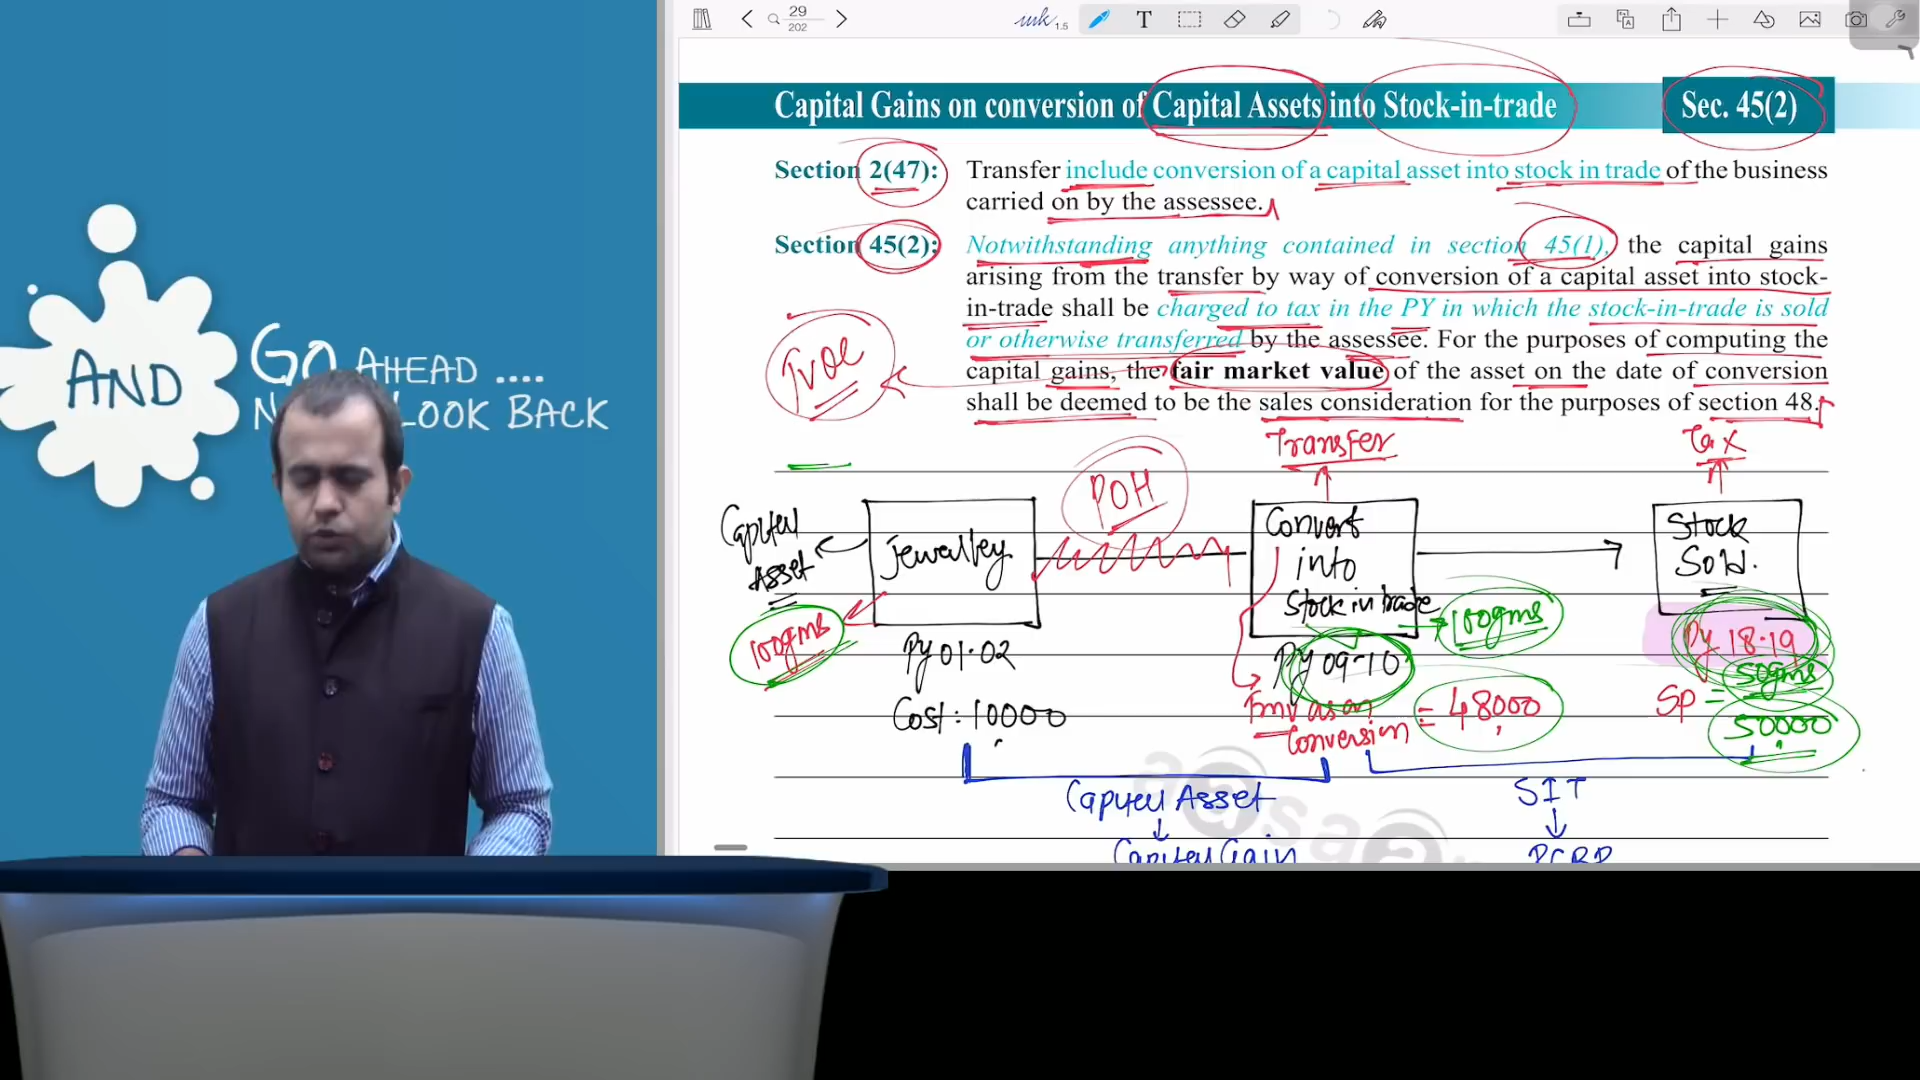 29
202
1.5
T
Capital Gains on conversion of Capital Assets into Stock-in-trade Sec. 45(2)
Section 2(47): Transfer include conversion of a capital asset into stock in trade of the business
carried on by the assessee.
Section 45(2): Notwithstanding anything contained in section 45(1), the capital gains
arising from the transfer by way of conversion of a capital asset into stock-
in-trade shall be charged to tax in the PY in which the stock-in-trade is sold
or otherwise transferred by the assessee. For the purposes of computing the
capital gains, the fair market value of the asset on the date of conversion
shall be deemed to be the sales consideration for the purposes of section 48.
AND
GO AHEAD ....
LOOK BACK
Transfer
Tax
POH
Capital
Asset
Jewellry
Convert
into
Stock in trade
Stock
Sold.
100gms
100gms
PY 01-02
PY 09-10
PY 18-19
50gms
Cost : 10000
Fmv as on
Conversion
= 48000
SP =
50000
Capital Asset
SIT
Capital Gain
PGBP